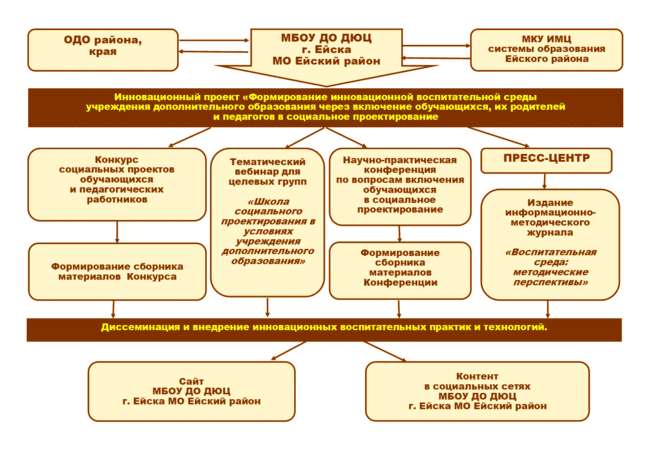 ОДО района,
края
МБОУ ДО ДЮЦ
г. Ейска
МО Ейский район
МКУ ИМЦ
системы образования
Ейского района
Инновационный проект «Формирование инновационной воспитательной среды
учреждения дополнительного образования через включение обучающихся, их родителей
и педагогов в социальное проектирование
Конкурс
социальных проектов
обучающихся
и педагогических
работников
Тематический
вебинар для
целевых групп
«Школа
социального
проектирования в
условиях
учреждения
дополнительного
образования»
Научно-практическая
конференция
по вопросам включения
обучающихся
в социальное
проектирование
ПРЕСС-ЦЕНТР
Издание
информационно-
методического
журнала
«Воспитательная
среда:
методические
перспективы»
Формирование сборника
материалов Конкурса
Формирование
сборника
материалов
Конференции
Диссеминация и внедрение инновационных воспитательных практик и технологий.
Сайт
МБОУ ДО ДЮЦ
г. Ейска МО Ейский район
Контент
в социальных сетях
МБОУ ДО ДЮЦ
г. Ейска МО Ейский район